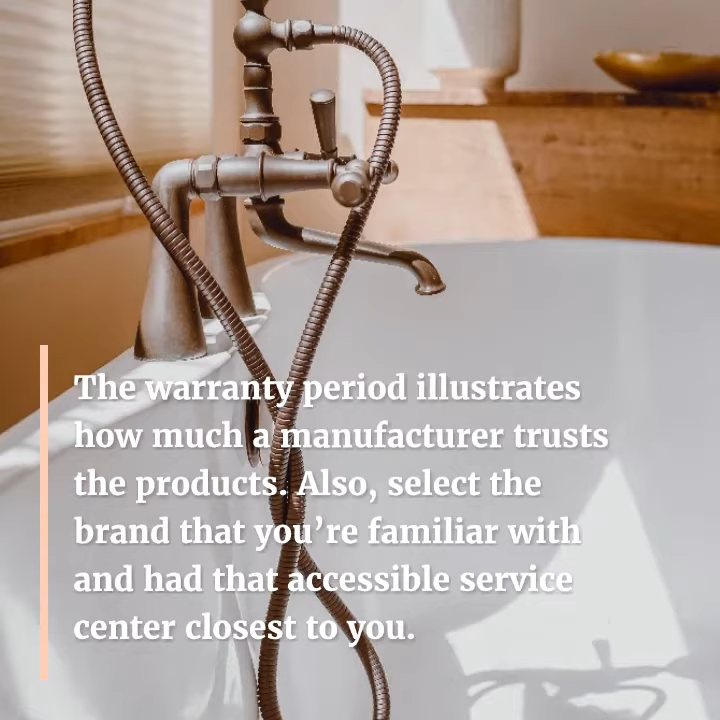 The warranty period illustrates
how much a manufacturer trusts
the products. Also, select the
brand that you’re familiar with
and had that accessible service
center closest to you.